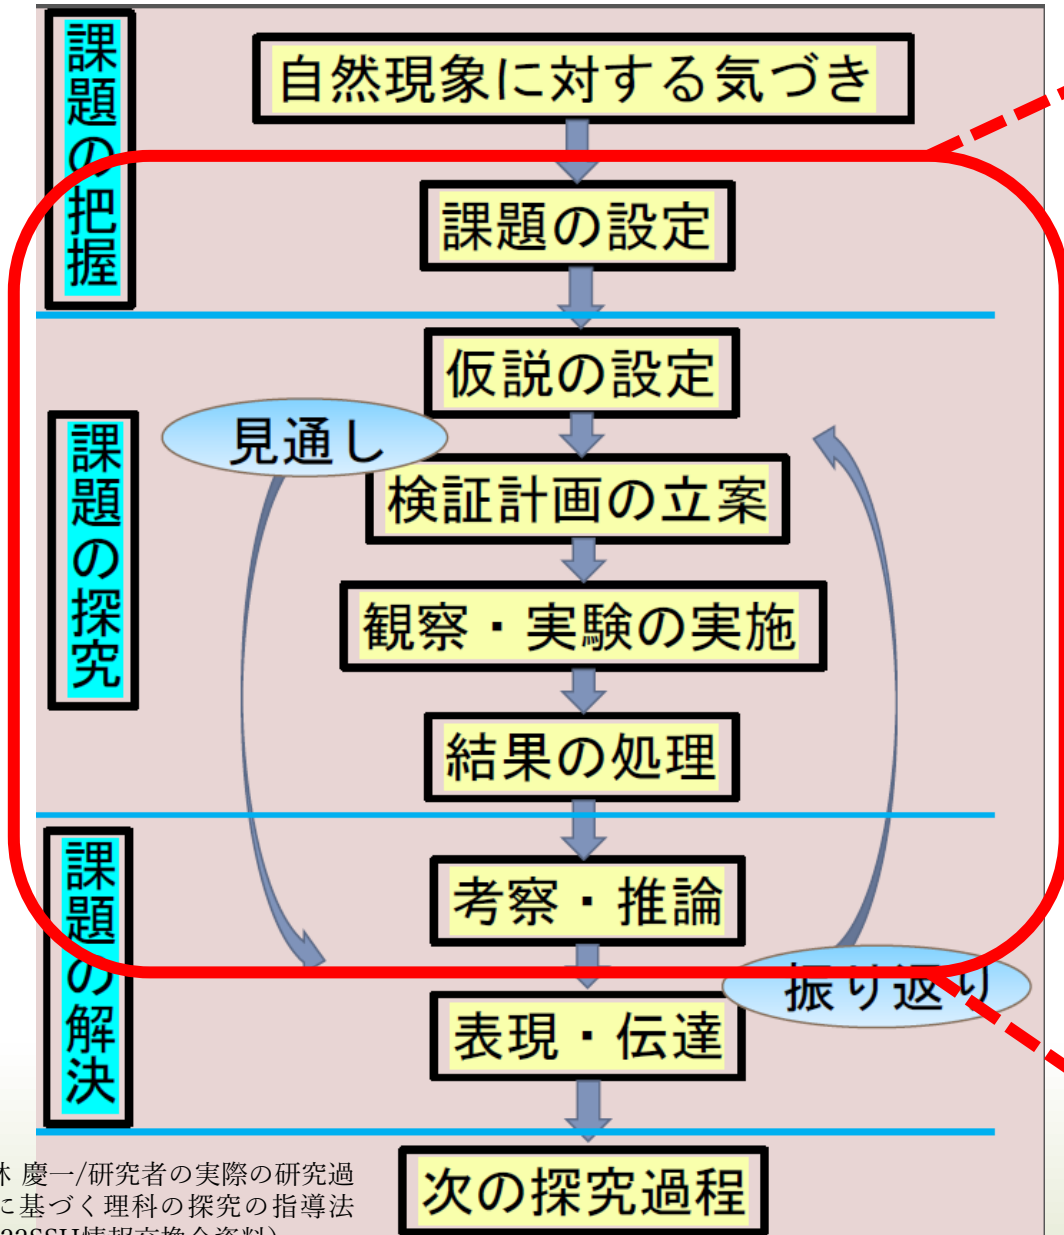 課題の把握
自然現象に対する気づき
課題の設定
課題の探究
仮説の設定
見通し
検証計画の立案
観察・実験の実施
結果の処理
課題の解決
考察・推論
振り返り
表現・伝達
次の探究過程
慶一/研究者の実際の研究過
に基づく理科の探究の指導法